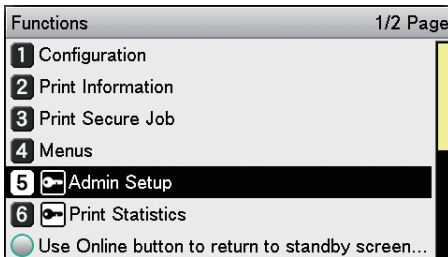 Functions 1/2 Page
1 Configuration
2 Print Information
3 Print Secure Job
4 Menus
5 Admin Setup
6 Print Statistics
Use Online button to return to standby screen...